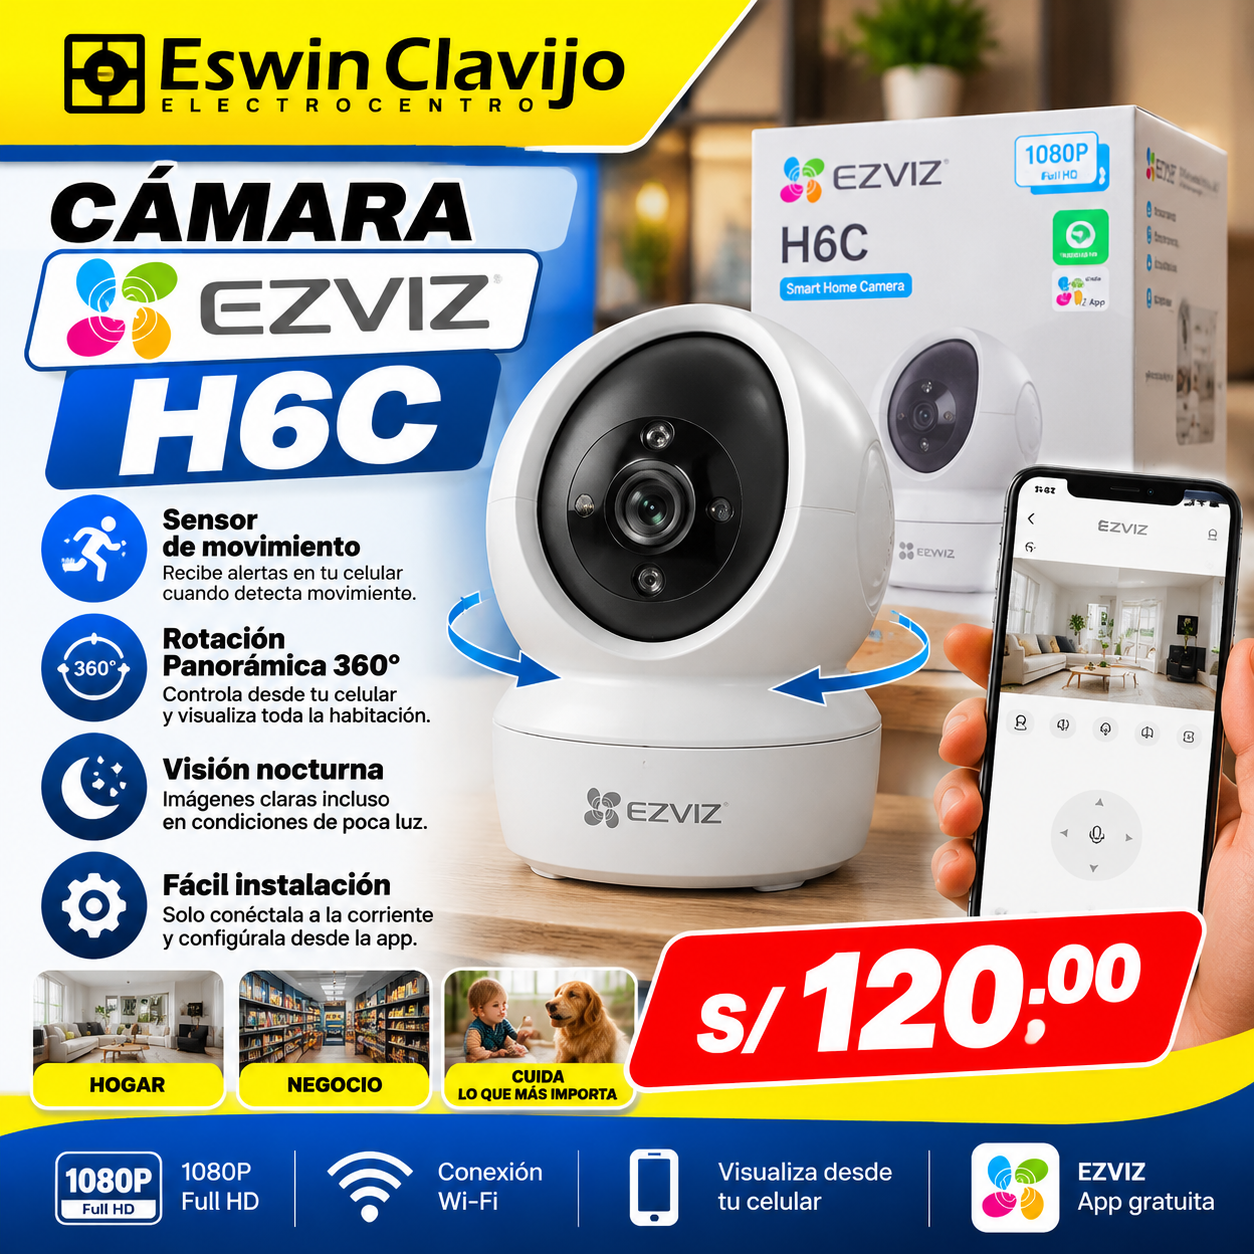 Eswin Clavijo
ELECTROCENTRO
CÁMARA
EZVIZ
H6C
Sensor
de movimiento
Recibe alertas en tu celular
cuando detecta movimiento.
360°
Rotación
Panorámica 360°
Controla desde tu celular
y visualiza toda la habitación.
Visión nocturna
Imágenes claras incluso
en condiciones de poca luz.
Fácil instalación
Solo conéctala a la corriente
y configúrala desde la app.
EZVIZ
1080P
Full HD
H6C
Smart Home Camera
App
EZVIZ
EZVIZ
EZVIZ
HOGAR
NEGOCIO
CUIDA
LO QUE MÁS IMPORTA
S/ 120.00
1080P
Full HD
1080P
Full HD
Conexión
Wi-Fi
Visualiza desde
tu celular
EZVIZ
App gratuita